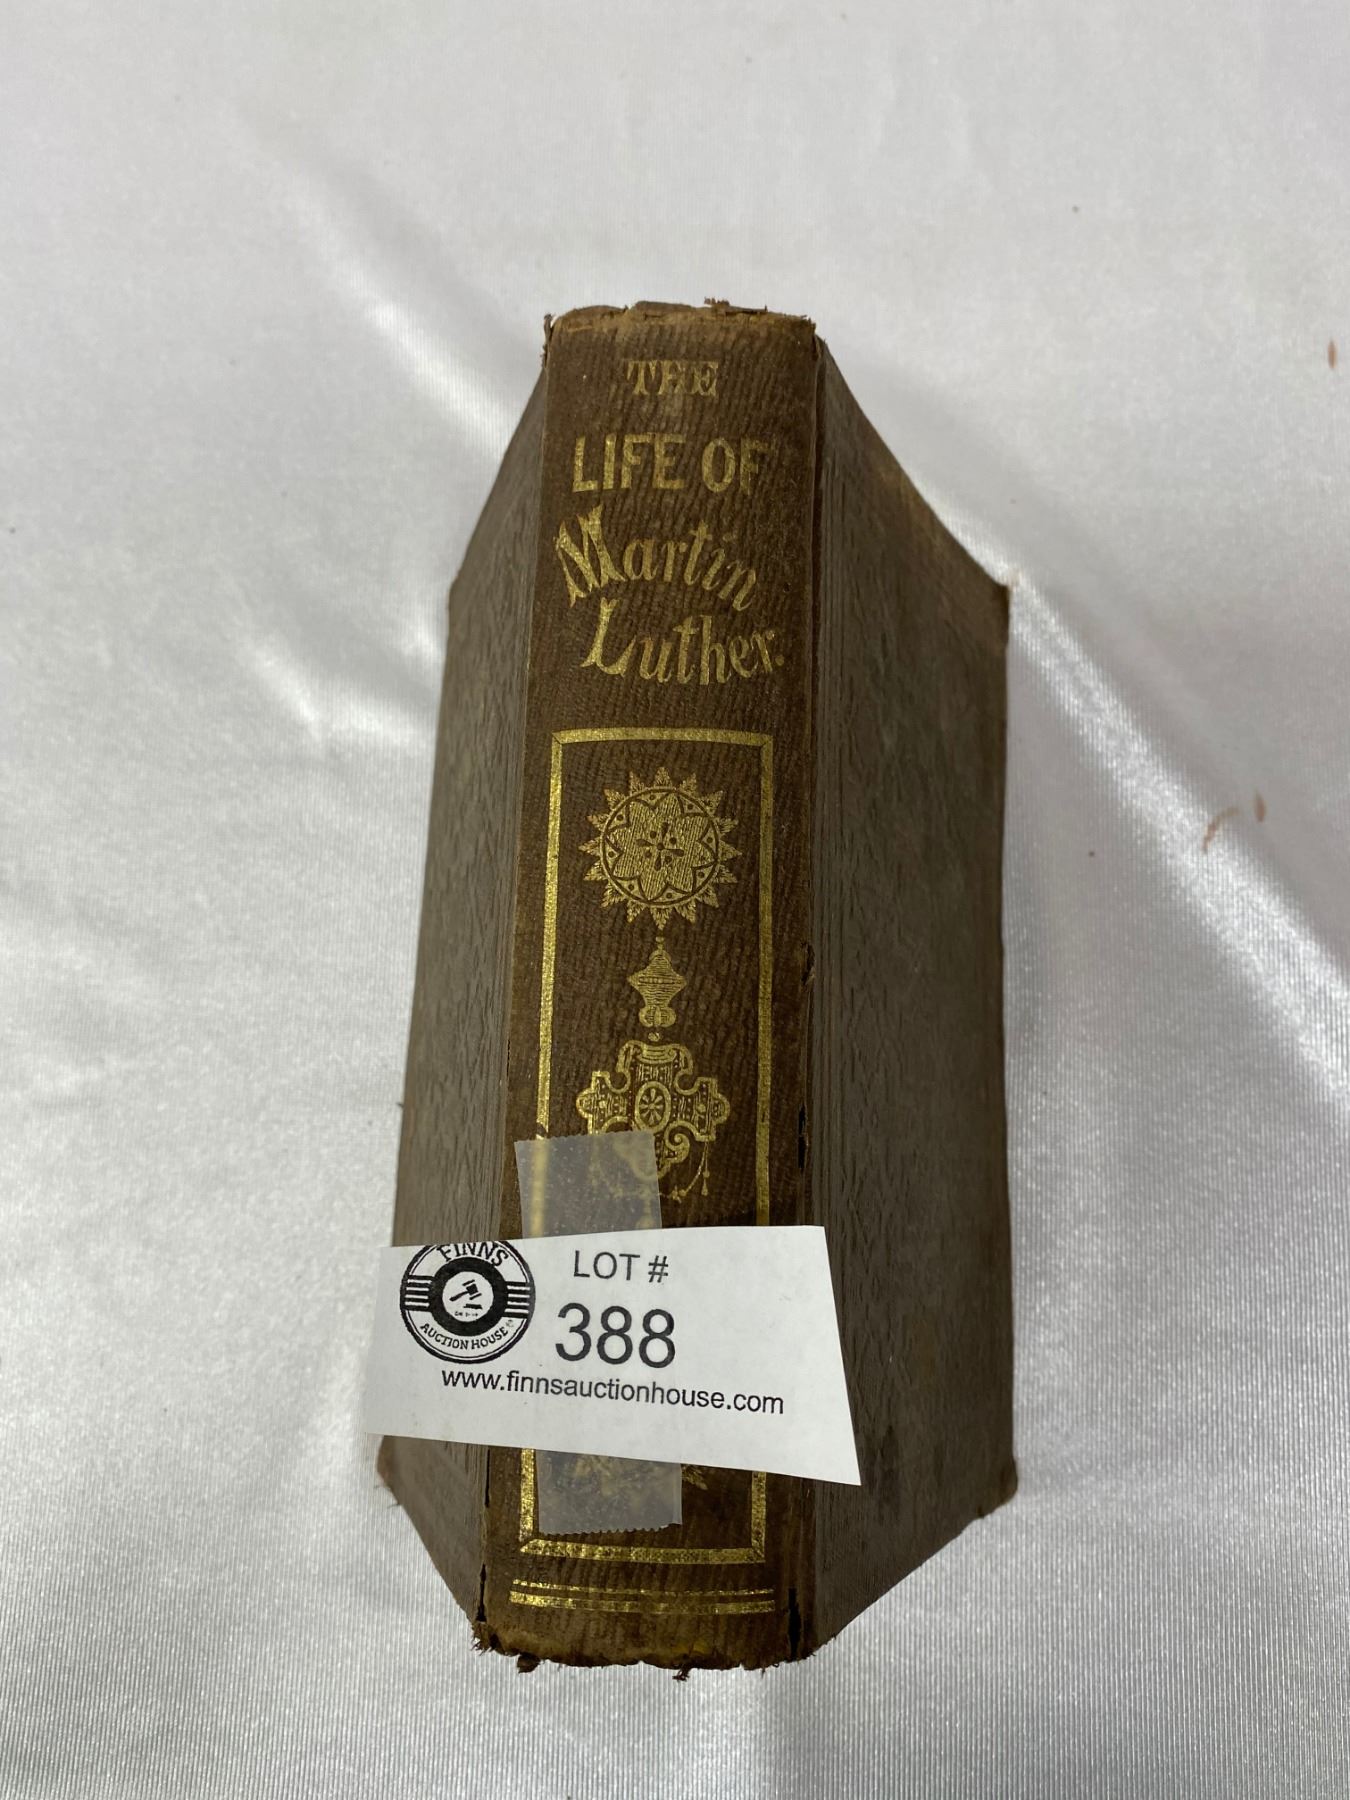 THE
LIFE OF
Martin
Luther.
FINNS
AUCTION HOUSE
LOT #
388
www.finnsauctionhouse.com